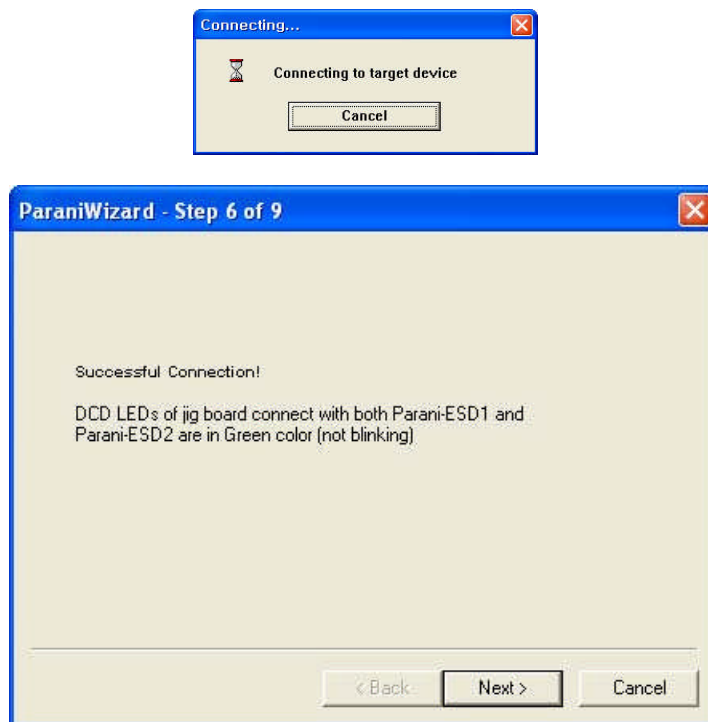 Connecting...
Connecting to target device
Cancel
ParaniWizard - Step 6 of 9
Successful Connection!
DCD LEDs of jig board connect with both Parani-ESD1 and
Parani-ESD2 are in Green color (not blinking)
< Back Next > Cancel